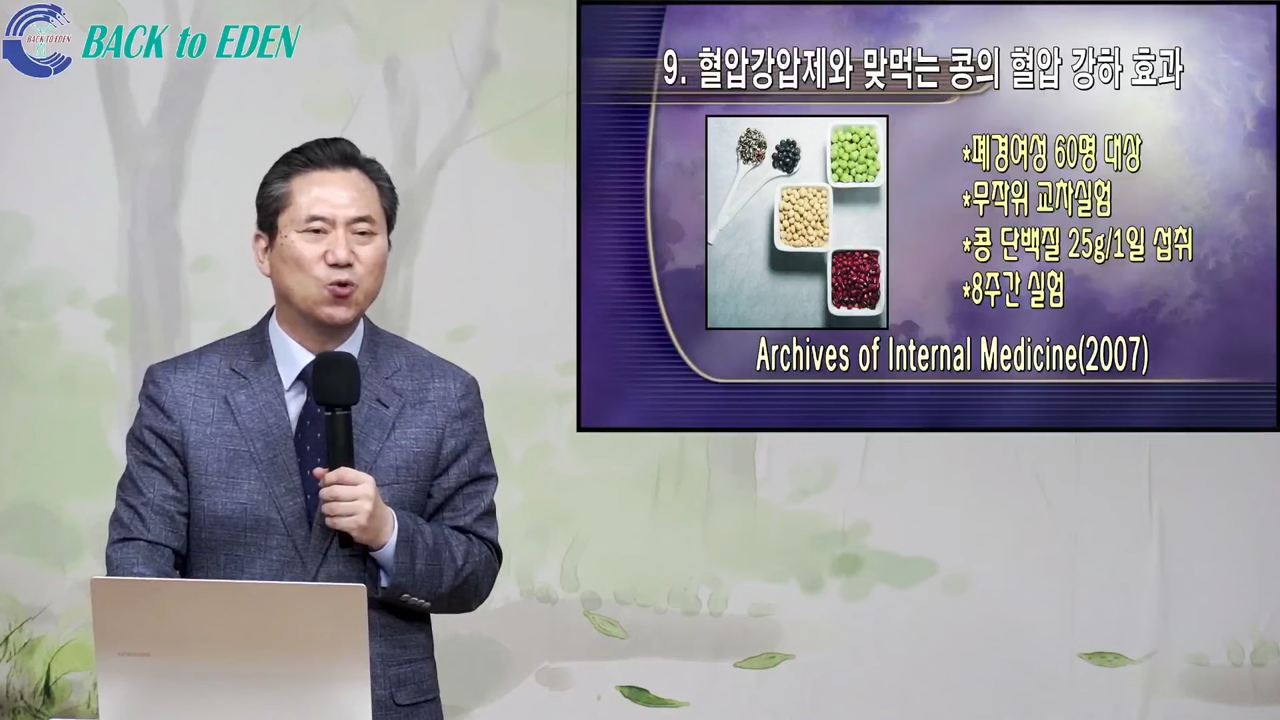 BACK TO EDEN
BACK to EDEN
9. 혈압강압제와 맞먹는 콩의 혈압 강하 효과
*폐경여성 60명 대상
*무작위 교차실험
*콩 단백질 25g/1일 섭취
*8주간 실험
Archives of Internal Medicine(2007)